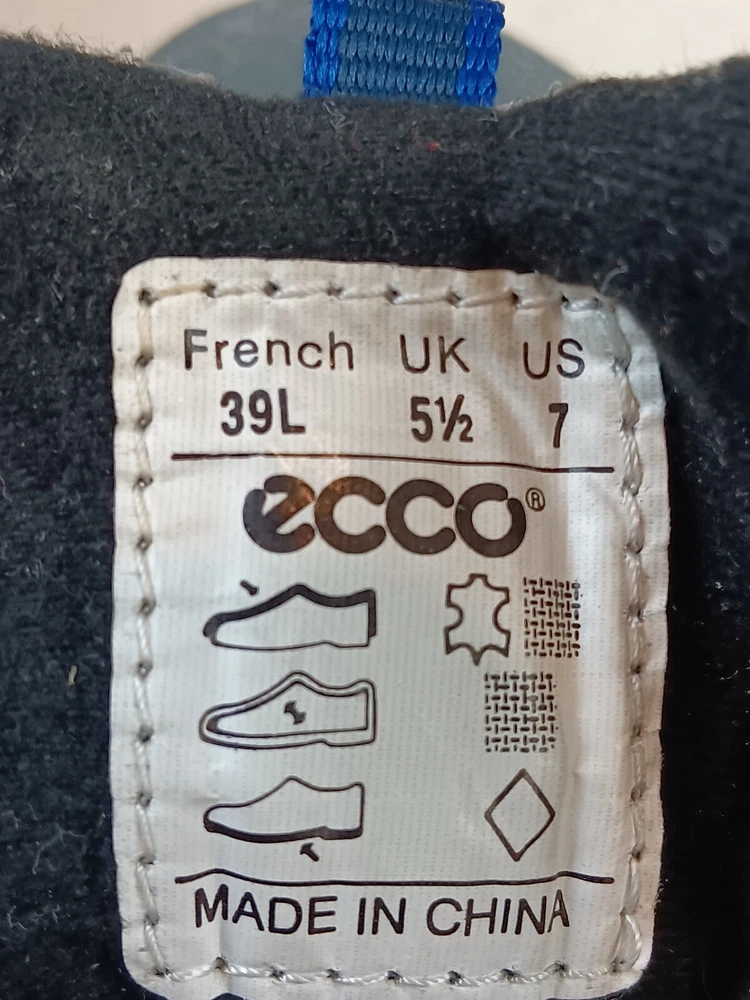 French UK US
39L 5½ 7
ecco®
MADE IN CHINA